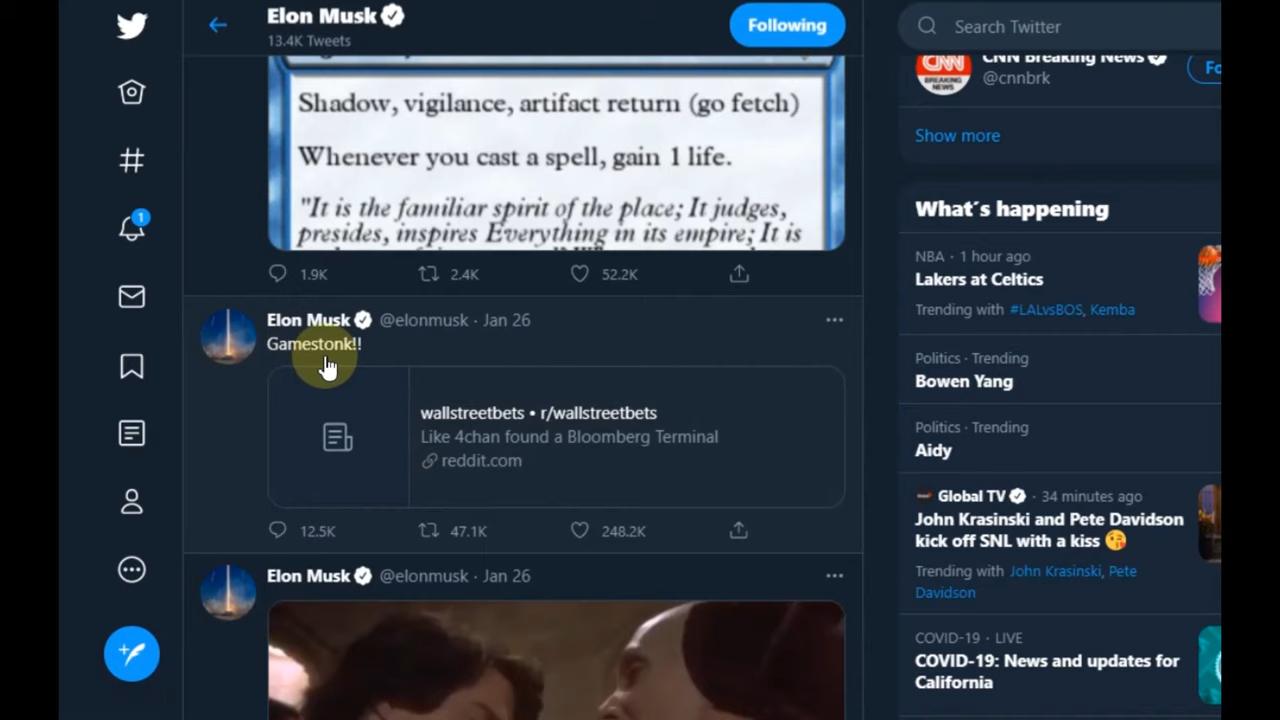 Elon Musk
13.4K Tweets
Following
Shadow, vigilance, artifact return (go fetch)
Whenever you cast a spell, gain 1 life.
"It is the familiar spirit of the place; It judges,
presides, inspires Everything in its empire; It is
1.9K 2.4K 52.2K
Elon Musk @elonmusk · Jan 26
Gamestonk!!
wallstreetbets • r/wallstreetbets
Like 4chan found a Bloomberg Terminal
reddit.com
12.5K 47.1K 248.2K
Elon Musk @elonmusk · Jan 26
Search Twitter
CNN BREAKING NEWS
CNN Breaking News
@cnnbrk
Fo
Show more
What´s happening
NBA · 1 hour ago
Lakers at Celtics
Trending with #LALvsBOS, Kemba
Politics · Trending
Bowen Yang
Politics · Trending
Aidy
Global TV · 34 minutes ago
John Krasinski and Pete Davidson
kick off SNL with a kiss 😘
Trending with John Krasinski, Pete
Davidson
COVID-19 · LIVE
COVID-19: News and updates for
California
1